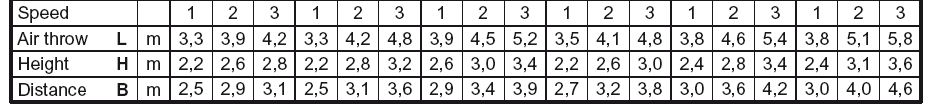 Speed 1 2 3 1 2 3 1 2 3 1 2 3 1 2 3 1 2 3
Air throw L m 3,3 3,9 4,2 3,3 4,2 4,8 3,9 4,5 5,2 3,5 4,1 4,8 3,8 4,6 5,4 3,8 5,1 5,8
Height H m 2,2 2,6 2,8 2,2 2,8 3,2 2,6 3,0 3,4 2,2 2,6 3,0 2,4 2,8 3,4 2,4 3,1 3,6
Distance B m 2,5 2,9 3,1 2,5 3,1 3,6 2,9 3,4 3,9 2,7 3,2 3,8 3,0 3,6 4,2 3,0 4,0 4,6